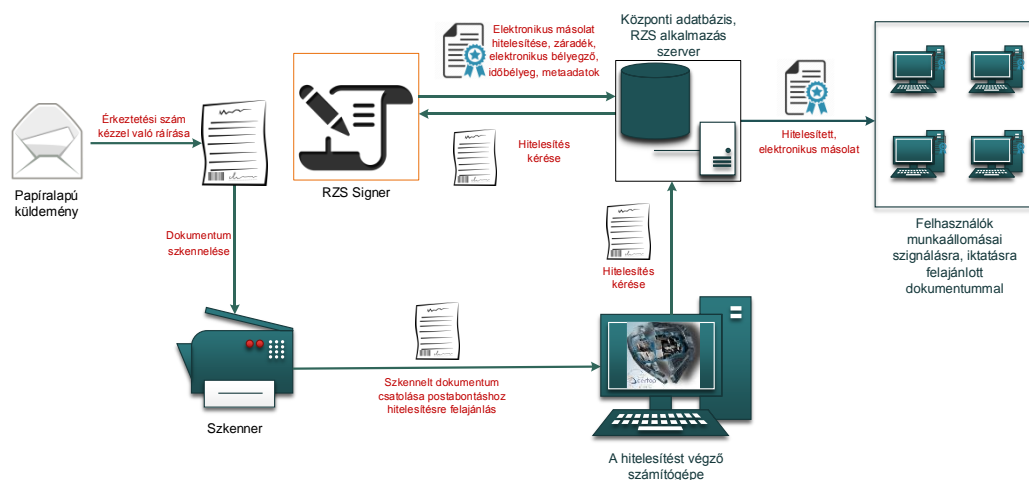 Elektronikus másolat
hitelesítése, záradék,
elektronikus bélyegző,
időbélyeg, metaadatok
Központi adatbázis,
RZS alkalmazás
szerver
Érkeztetési szám
kézzel való ráírása
Papíralapú
küldemény
RZS Signer
Hitelesítés
kérése
Hitelesített,
elektronikus másolat
Felhasználók
munkaállomásai
szignálásra, iktatásra
felajánlott
dokumentummal
Dokumentum
szkennelése
Hitelesítés
kérése
Szkennelt dokumentum
csatolása postabontáshoz
hitelesítésre felajánlás
Szkenner
certop
A hitelesítést végző
számítógépe